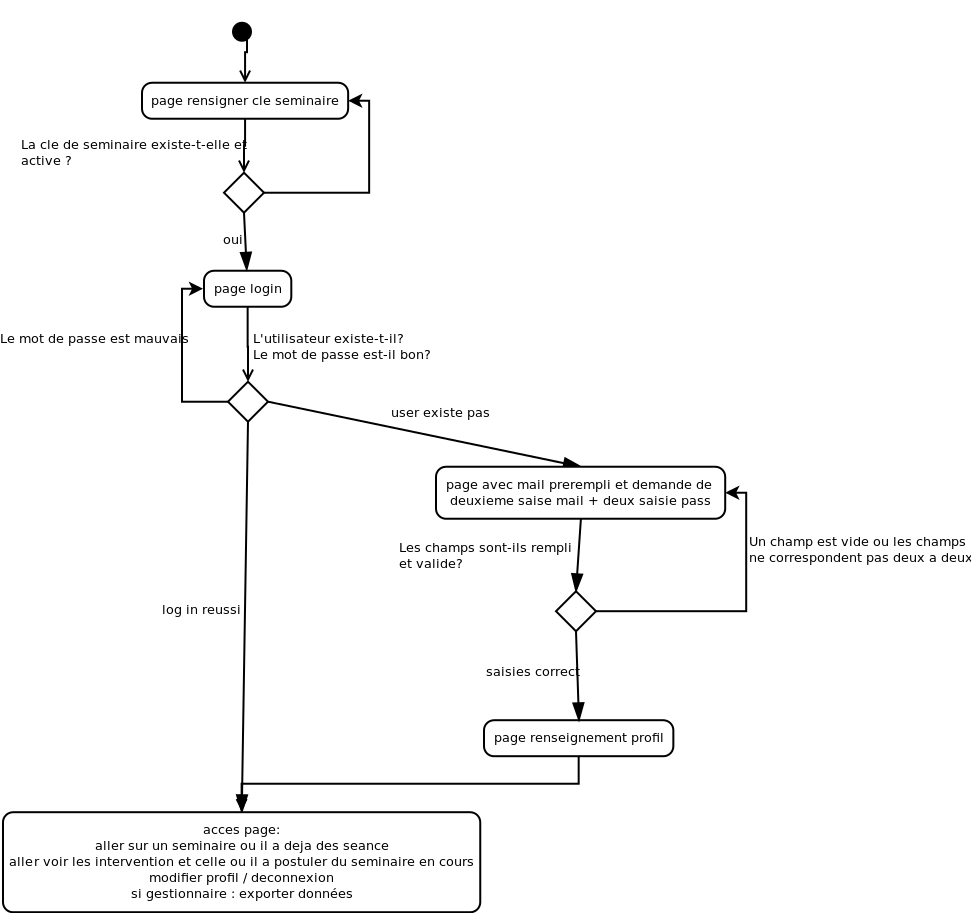 page rensigner cle seminaire
La cle de seminaire existe-t-elle et
active ?
oui
page login
Le mot de passe est mauvais
L'utilisateur existe-t-il?
Le mot de passe est-il bon?
user existe pas
page avec mail prerempli et demande de
deuxieme saise mail + deux saisie pass
Les champs sont-ils rempli
et valide?
Un champ est vide ou les champs
ne correspondent pas deux a deux
log in reussi
saisies correct
page renseignement profil
acces page:
aller sur un seminaire ou il a deja des seance
aller voir les intervention et celle ou il a postuler du seminaire en cours
modifier profil / deconnexion
si gestionnaire : exporter données